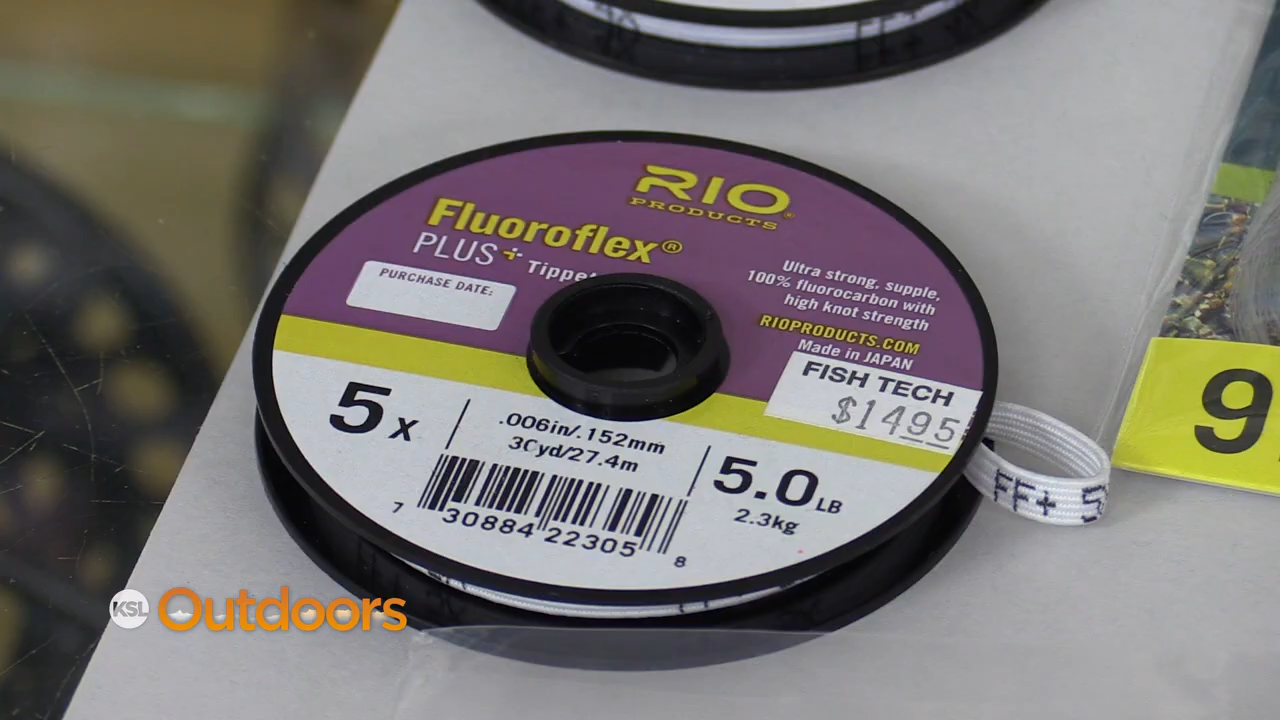 RIO
PRODUCTS
Fluoroflex®
PLUS+ Tippet
PURCHASE DATE:
Ultra strong, supple,
100% fluorocarbon with
high knot strength
RIOPRODUCTS.COM
Made in JAPAN
FISH TECH
$1495
5x
.006in/.152mm
30yd/27.4m
5.0LB
2.3kg
7 30884 22305 8
FF+
9
KSL Outdoors